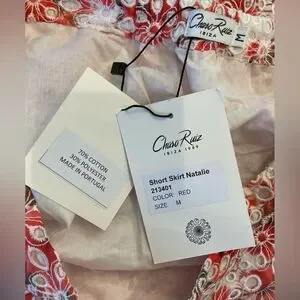 Charo Ruiz
IBIZA
M
70% COTTON
30% POLYESTER
MADE IN PORTUGAL
Charo Ruiz
IBIZA 1989
Short Skirt Natalie
213401
COLOR: RED
SIZE: M